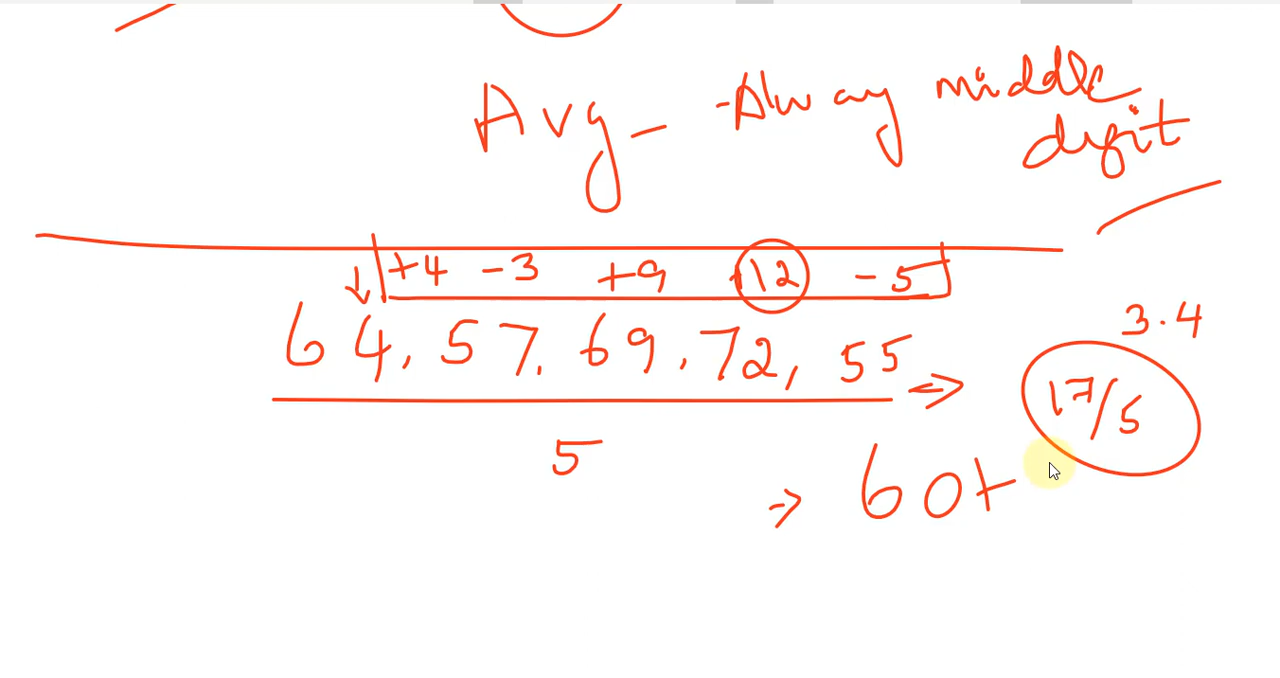 Avg - Always middle
digit
+4 -3 +9 +12 -5
64, 57, 69, 72, 55
3.4
17/5
5
60+